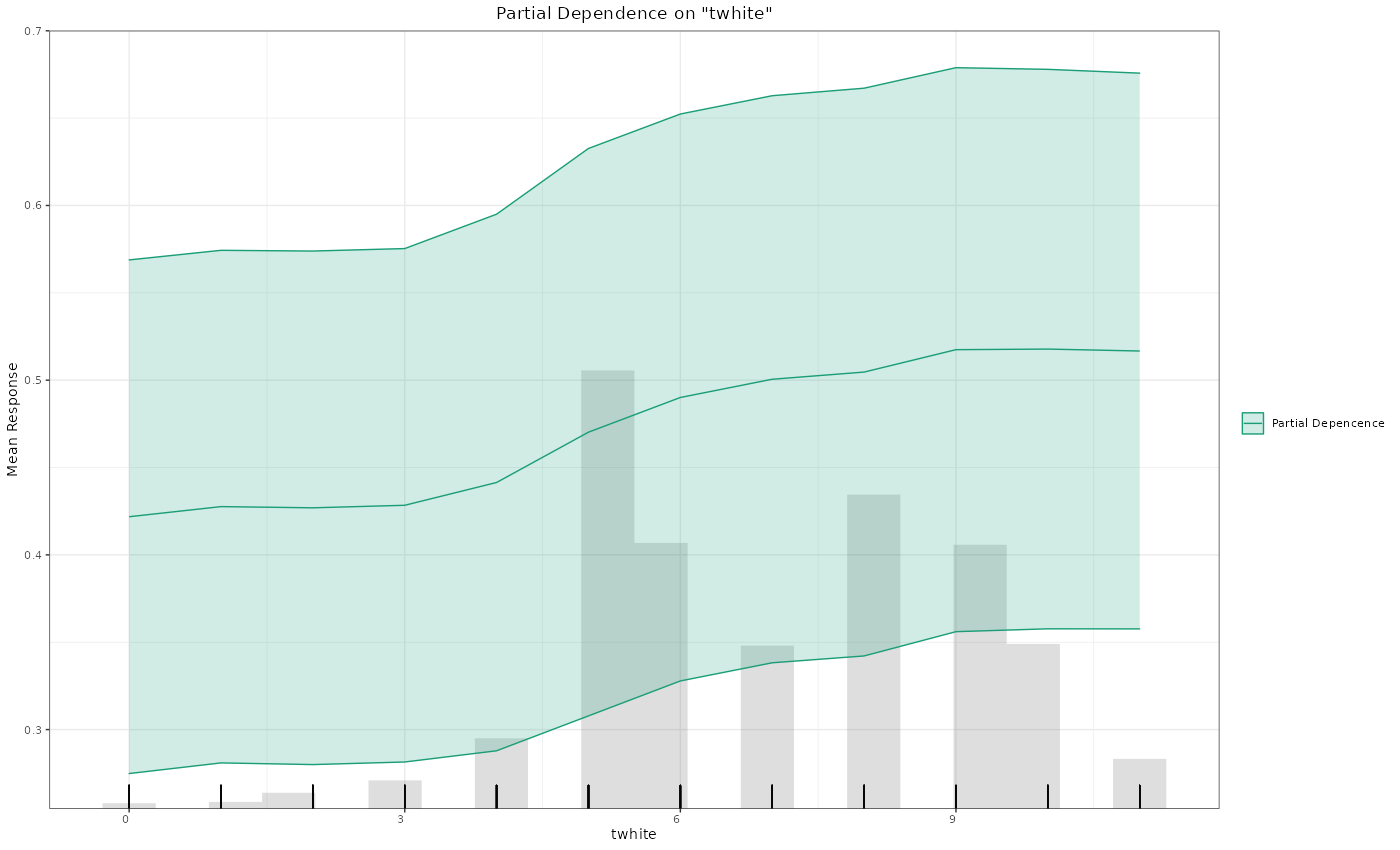 Partial Dependence on "twhite"
0.7
0.6
0.5
0.4
0.3
Mean Response
0 3 6 9
twhite
Partial Depencence